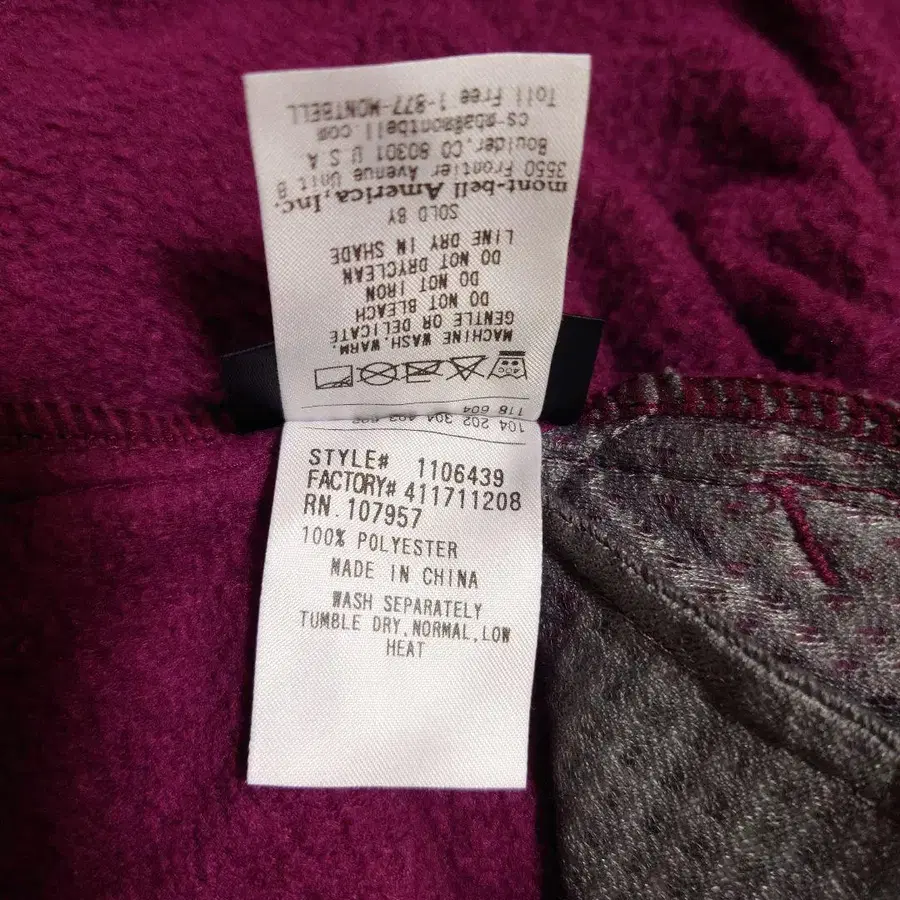 104 202 304 403
118 604
40C
MACHINE WASH,WARM.
GENTLE OR DELICATE
DO NOT BLEACH
DO NOT IRON
DO NOT DRYCLEAN
LINE DRY IN SHADE
SOLD BY
mont-bell America,Inc.
3550 Frontier Avenue Unit B
Boulder,CO 80301 U S A
cs-mba@montbell.com
Toll Free 1-877-MONTBELL
STYLE# 1106439
FACTORY# 411711208
RN.107957
100% POLYESTER
MADE IN CHINA
WASH SEPARATELY
TUMBLE DRY,NORMAL,LOW
HEAT